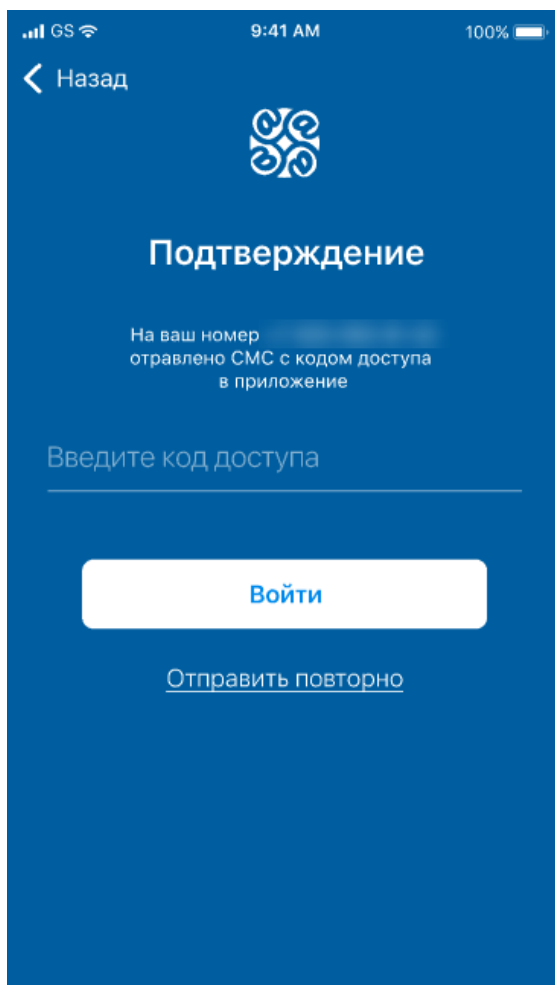 GS 9:41 AM 100%
Назад
Подтверждение
На ваш номер
отравлено СМС с кодом доступа
в приложение
Введите код доступа
Войти
Отправить повторно